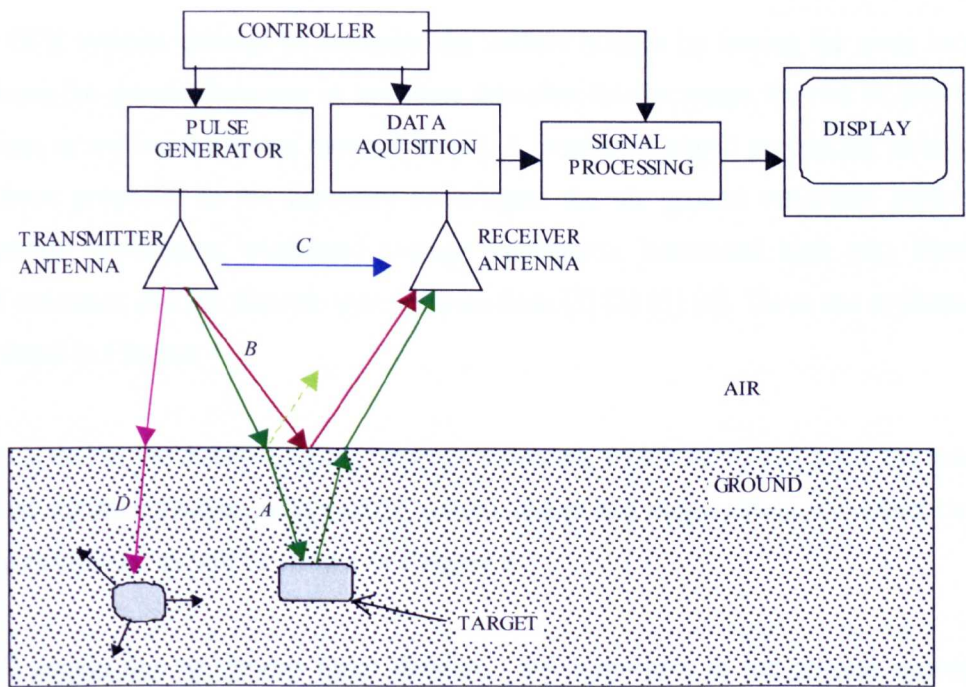 CONTROLLER
PULSE
GENERATOR
DATA
AQUISITION
SIGNAL
PROCESSING
DISPLAY
TRANSMITTER
ANTENNA
C
RECEIVER
ANTENNA
B
AIR
GROUND
D
A
TARGET